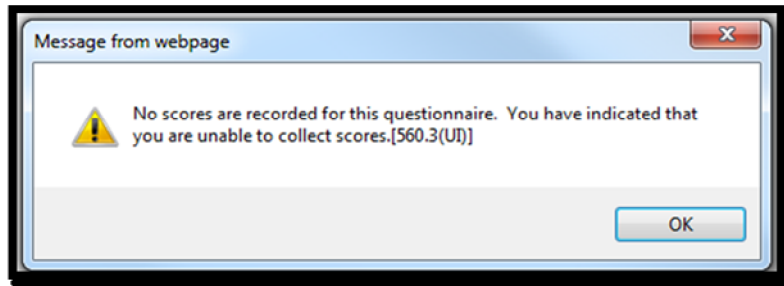 Message from webpage
No scores are recorded for this questionnaire.  You have indicated that
you are unable to collect scores.[560.3(UI)]
OK